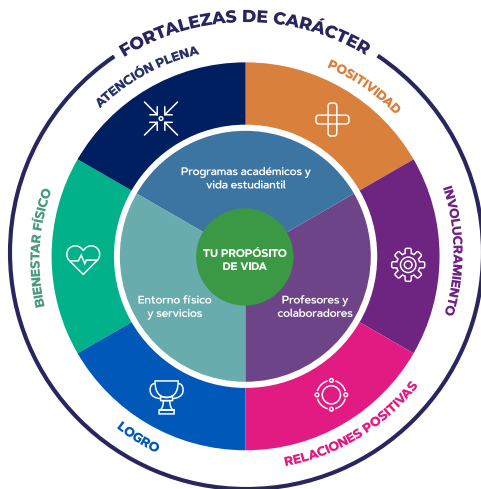 FORTALEZAS DE CARÁCTER
ATENCIÓN PLENA
POSITIVIDAD
BIENESTAR FÍSICO
INVOLUCRAMIENTO
Programas académicos y
vida estudiantil
TU PROPÓSITO
DE VIDA
Entorno físico
y servicios
Profesores y
colaboradores
LOGRO
RELACIONES POSITIVAS